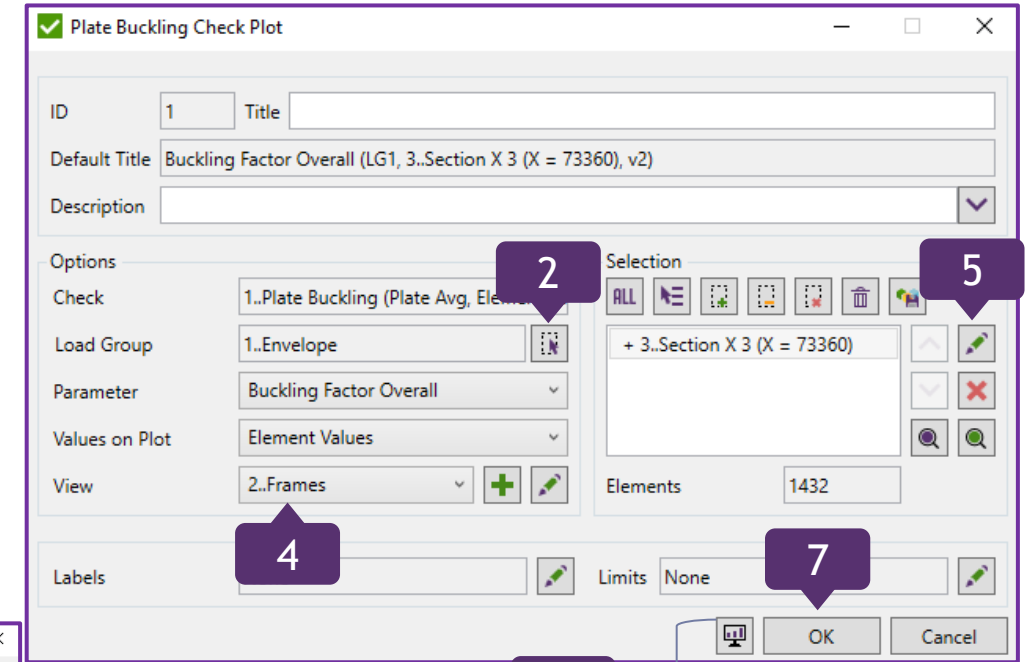 Plate Buckling Check Plot
ID 1 Title
Default Title Buckling Factor Overall (LG1, 3..Section X 3 (X = 73360), v2)
Description
Options 2 Selection 5
Check 1..Plate Buckling (Plate Avg, ALL
Load Group 1..Envelope + 3..Section X 3 (X = 73360)
Parameter Buckling Factor Overall
Values on Plot Element Values
View 2..Frames Elements 1432
4 7
Labels Limits None
OK Cancel